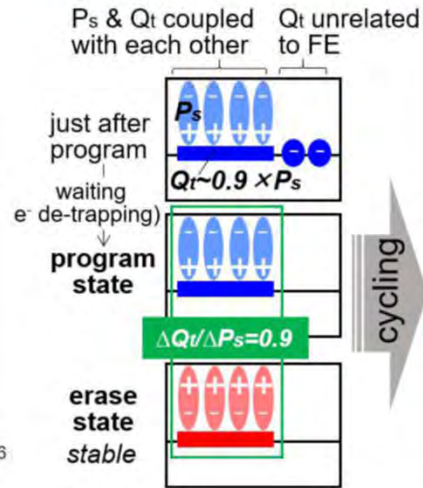 Ps & Qt coupled
with each other
Qt unrelated
to FE
just after
program
Ps
− − − −
+ + + +
− −
Qt~0.9 × Ps
waiting
e- de-trapping)
program
state
− − − −
+ + + +
ΔQt/ΔPs=0.9
cycling
erase
state
stable
+ + + +
− − − −
6